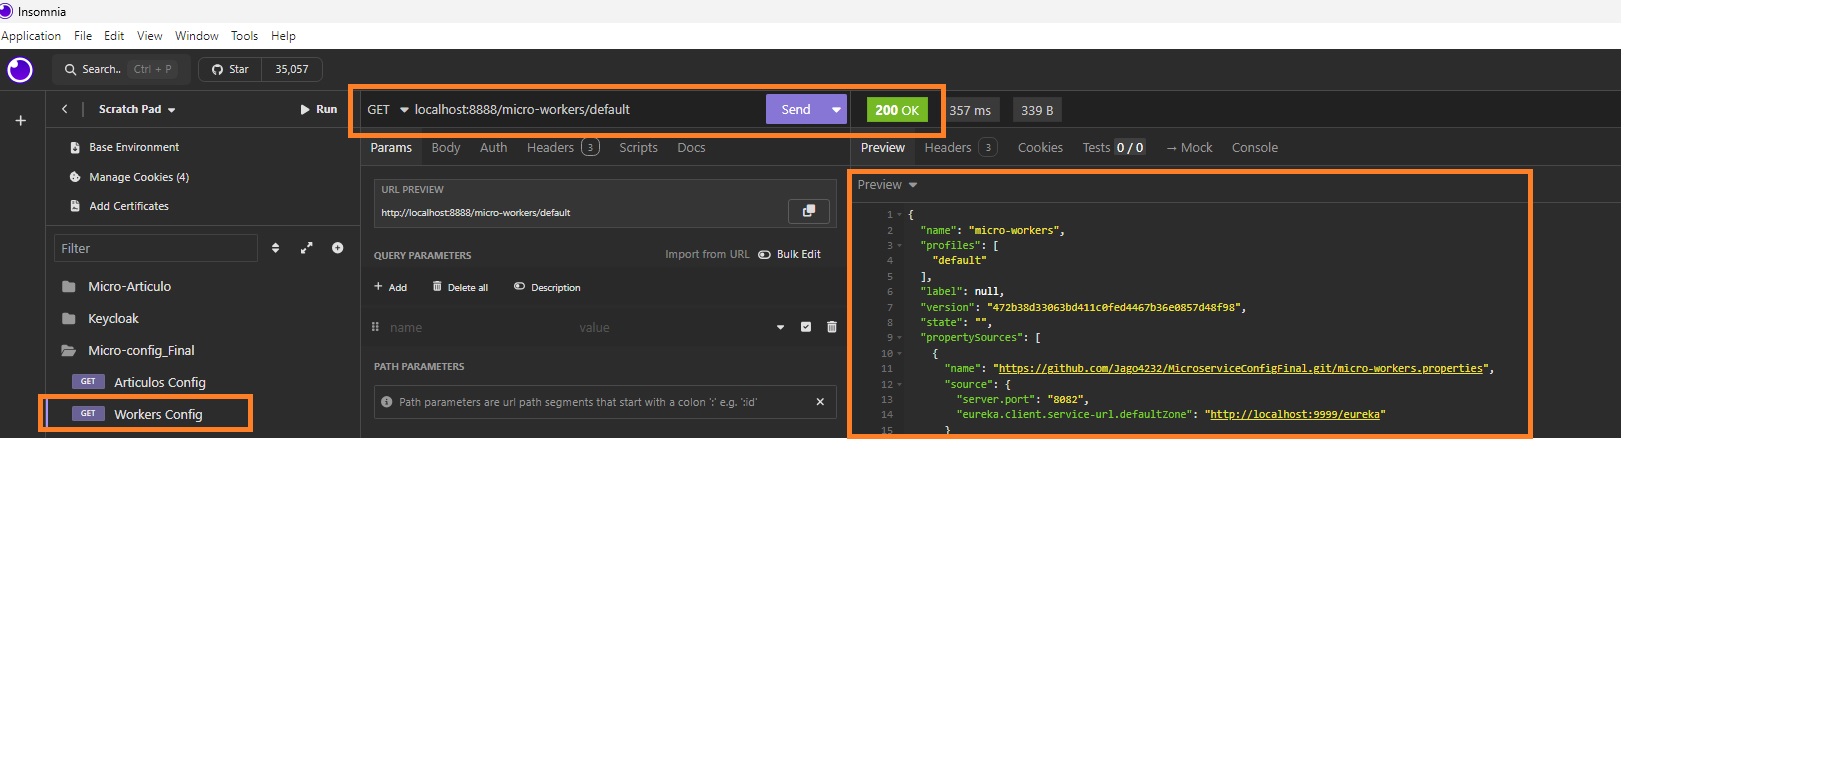 Insomnia
Application File Edit View Window Tools Help
Search.. Ctrl + P Star 35,057
Scratch Pad Run
GET localhost:8888/micro-workers/default Send 200 OK 357 ms 339 B
Base Environment
Manage Cookies (4)
Add Certificates
Filter
Micro-Articulo
Keycloak
Micro-config_Final
GET Articulos Config
GET Workers Config
Params Body Auth Headers 3 Scripts Docs
URL PREVIEW
http://localhost:8888/micro-workers/default
QUERY PARAMETERS Import from URL Bulk Edit
+ Add Delete all Description
name value
PATH PARAMETERS
Path parameters are url path segments that start with a colon ':' e.g. ':id'
Preview Headers 3 Cookies Tests 0 / 0 → Mock Console
Preview
1 {
2 "name": "micro-workers",
3 "profiles": [
4 "default"
5 ],
6 "label": null,
7 "version": "472b38d33063bd411c0fed4467b36e0857d48f98",
8 "state": "",
9 "propertySources": [
10 {
11 "name": "https://github.com/Jago4232/MicroserviceConfigFinal.git/micro-workers.properties",
12 "source": {
13 "server.port": "8082",
14 "eureka.client.service-url.defaultZone": "http://localhost:9999/eureka"
15 }